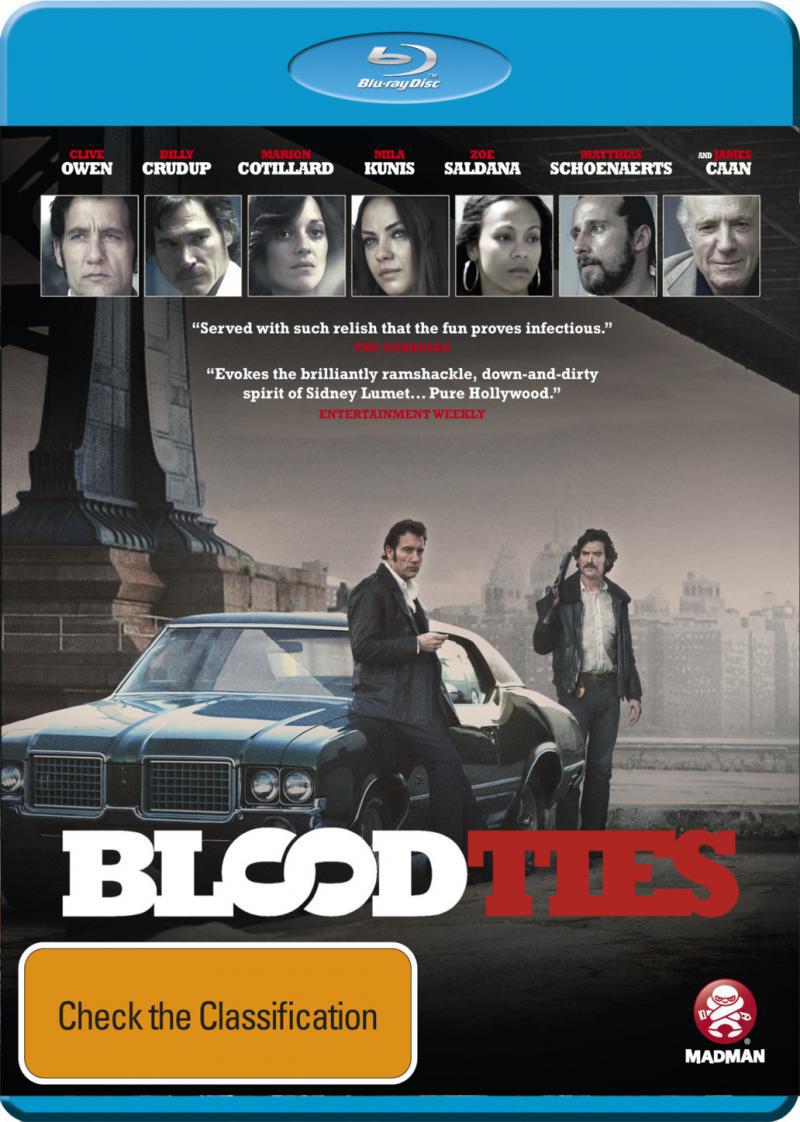 Blu-ray Disc™
CLIVE BILLY MARION MILA ZOE MATTHIAS AND JAMES
OWEN CRUDUP COTILLARD KUNIS SALDANA SCHOENAERTS CAAN
“Served with such relish that the fun proves infectious.”
THE GUARDIAN
“Evokes the brilliantly ramshackle, down-and-dirty
spirit of Sidney Lumet... Pure Hollywood.”
ENTERTAINMENT WEEKLY
BLOOD TIES
Check the Classification
MADMAN®